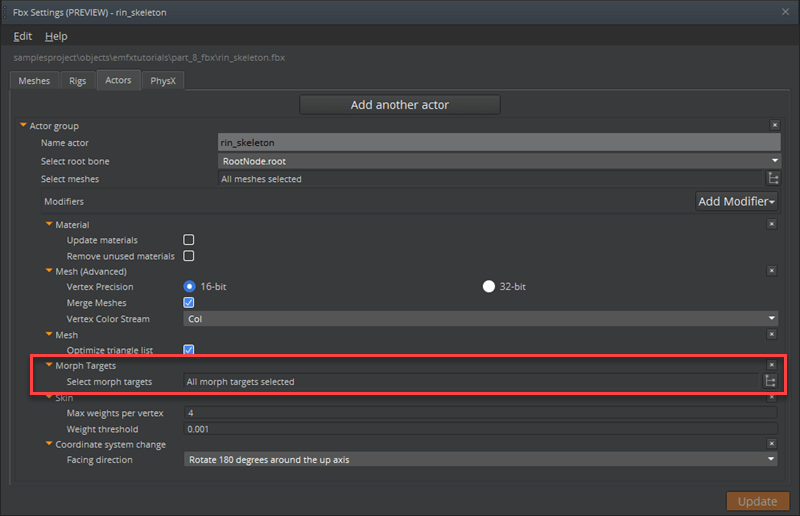 Fbx Settings (PREVIEW) - rin_skeleton
Edit Help
samplesproject\objects\emfxtutorials\part_8_fbx\rin_skeleton.fbx
Meshes Rigs Actors PhysX
Add another actor
Actor group
Name actor rin_skeleton
Select root bone RootNode.root
Select meshes All meshes selected
Modifiers Add Modifier
Material
Update materials
Remove unused materials
Mesh (Advanced)
Vertex Precision 16-bit 32-bit
Merge Meshes
Vertex Color Stream Col
Mesh
Optimize triangle list
Morph Targets
Select morph targets All morph targets selected
Skin
Max weights per vertex 4
Weight threshold 0.001
Coordinate system change
Facing direction Rotate 180 degrees around the up axis
Update